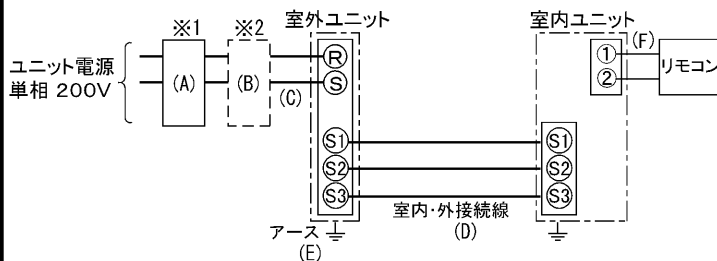 ※1
※2
室外ユニット
室内ユニット
ユニット電源
単相 200V
(A)
(B)
(C)
R
S
S1
S2
S3
室内・外接続線
(D)
アース
(E)
S1
S2
S3
①
②
(F)
リモコン